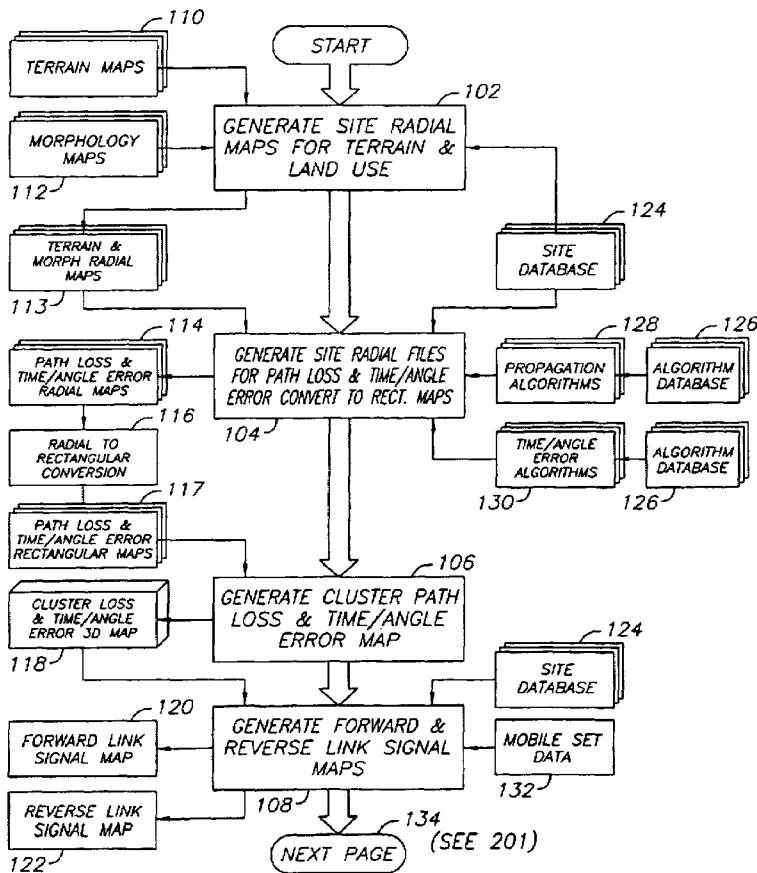 110
START
TERRAIN MAPS
102
GENERATE SITE RADIAL
MAPS FOR TERRAIN &
LAND USE
MORPHOLOGY
MAPS
112
124
TERRAIN &
MORPH RADIAL
MAPS
113
SITE
DATABASE
114
PATH LOSS &
TIME/ANGLE ERROR
RADIAL MAPS
GENERATE SITE RADIAL FILES
FOR PATH LOSS & TIME/ANGLE
ERROR CONVERT TO RECT. MAPS
104
128
PROPAGATION
ALGORITHMS
126
ALGORITHM
DATABASE
116
RADIAL TO
RECTANGULAR
CONVERSION
TIME/ANGLE
ERROR
ALGORITHMS
130
ALGORITHM
DATABASE
126
117
PATH LOSS &
TIME/ANGLE ERROR
RECTANGULAR MAPS
106
GENERATE CLUSTER PATH
LOSS & TIME/ANGLE
ERROR MAP
CLUSTER LOSS
& TIME/ANGLE
ERROR 3D MAP
118
124
SITE
DATABASE
120
FORWARD LINK
SIGNAL MAP
GENERATE FORWARD &
REVERSE LINK SIGNAL
MAPS
108
MOBILE SET
DATA
132
REVERSE LINK
SIGNAL MAP
122
134
NEXT PAGE
(SEE 201)